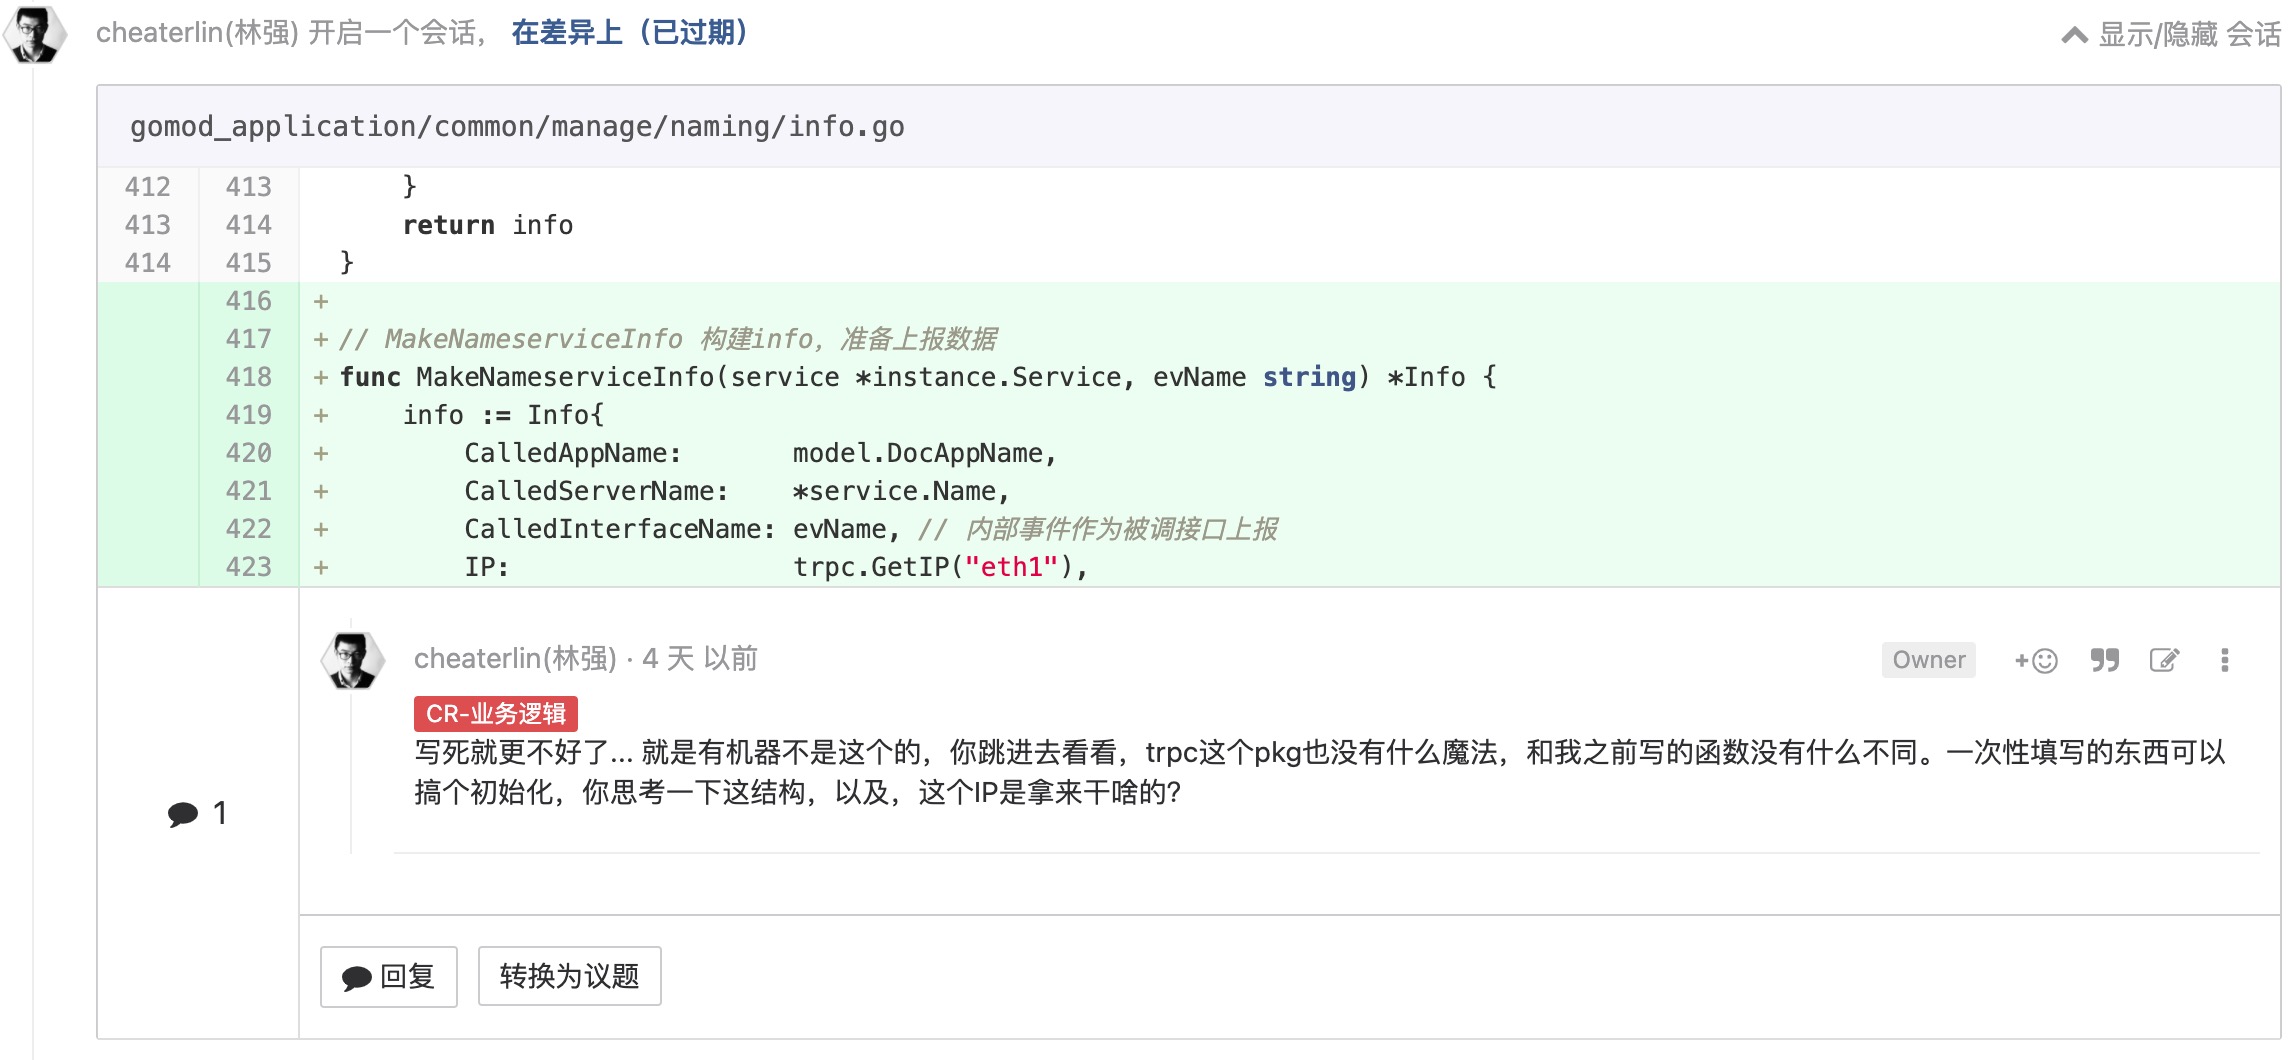 cheaterlin(林强) 开启一个会话， 在差异上（已过期）
显示/隐藏 会话
gomod_application/common/manage/naming/info.go
412 413     }
413 414     return info
414 415 }
416 +
417 + // MakeNameserviceInfo 构建info，准备上报数据
418 + func MakeNameserviceInfo(service *instance.Service, evName string) *Info {
419 +     info := Info{
420 +         CalledAppName:       model.DocAppName,
421 +         CalledServerName:    *service.Name,
422 +         CalledInterfaceName: evName, // 内部事件作为被调接口上报
423 +         IP:                  trpc.GetIP("eth1"),
cheaterlin(林强) · 4 天 以前
Owner
CR-业务逻辑
写死就更不好了... 就是有机器不是这个的，你跳进去看看，trpc这个pkg也没有什么魔法，和我之前写的函数没有什么不同。一次性填写的东西可以
搞个初始化，你思考一下这结构，以及，这个IP是拿来干啥的?
1
回复
转换为议题